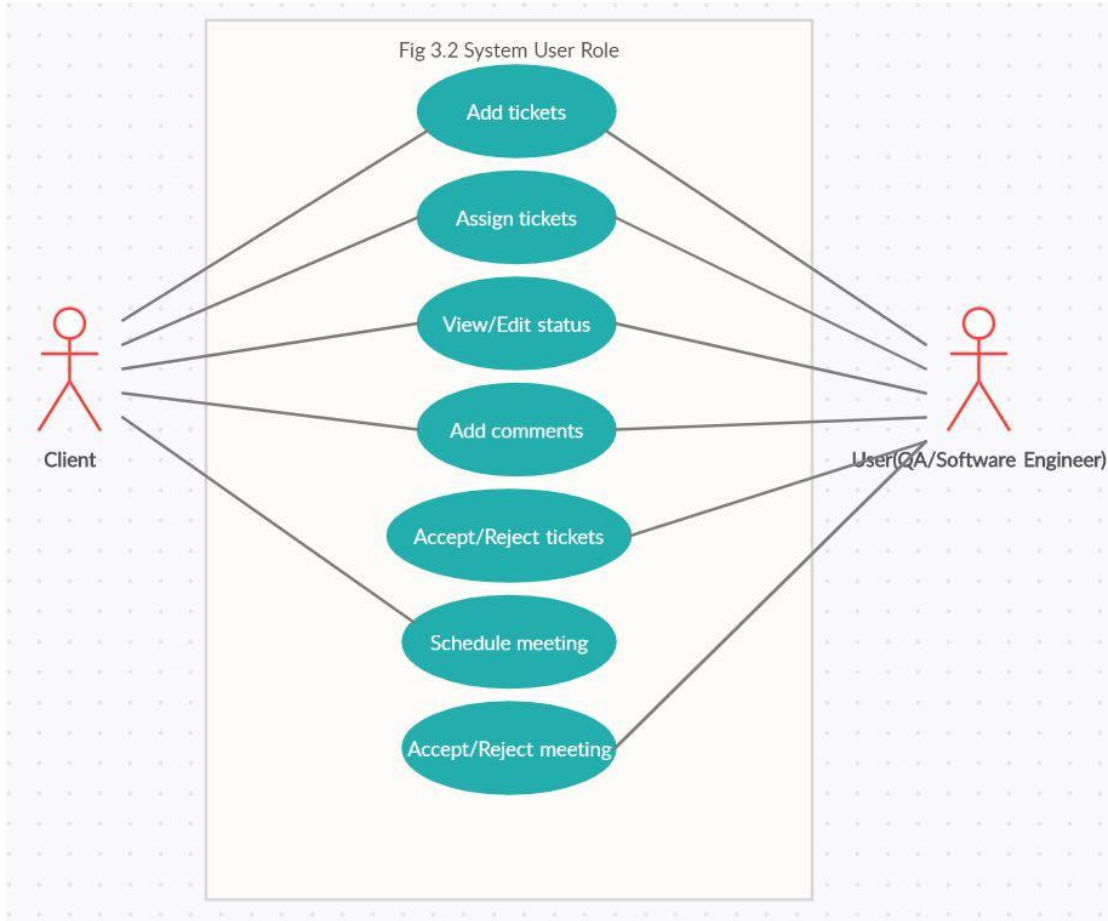 Fig 3.2 System User Role
Add tickets
Assign tickets
View/Edit status
Add comments
Client
User(QA/Software Engineer)
Accept/Reject tickets
Schedule meeting
Accept/Reject meeting